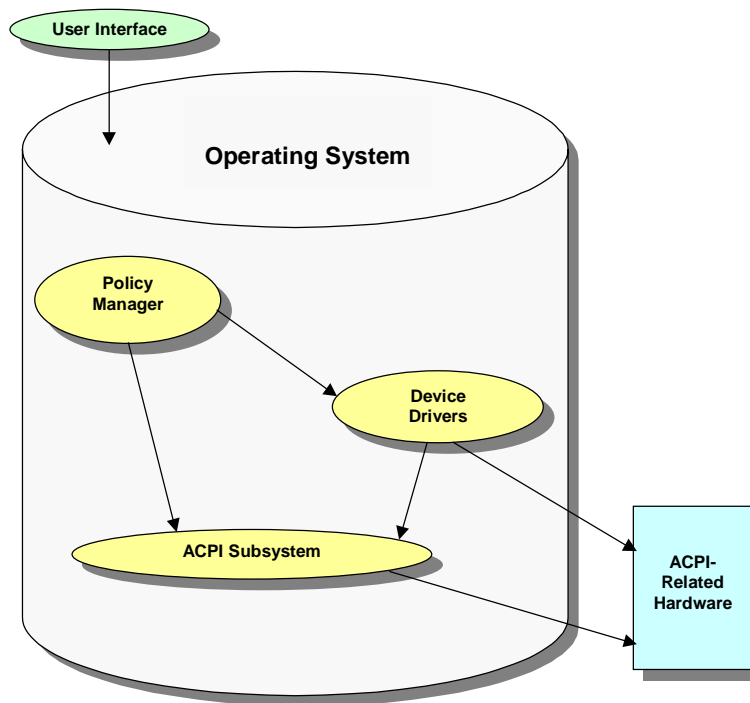 User Interface
Operating System
Policy
Manager
Device
Drivers
ACPI Subsystem
ACPI-
Related
Hardware